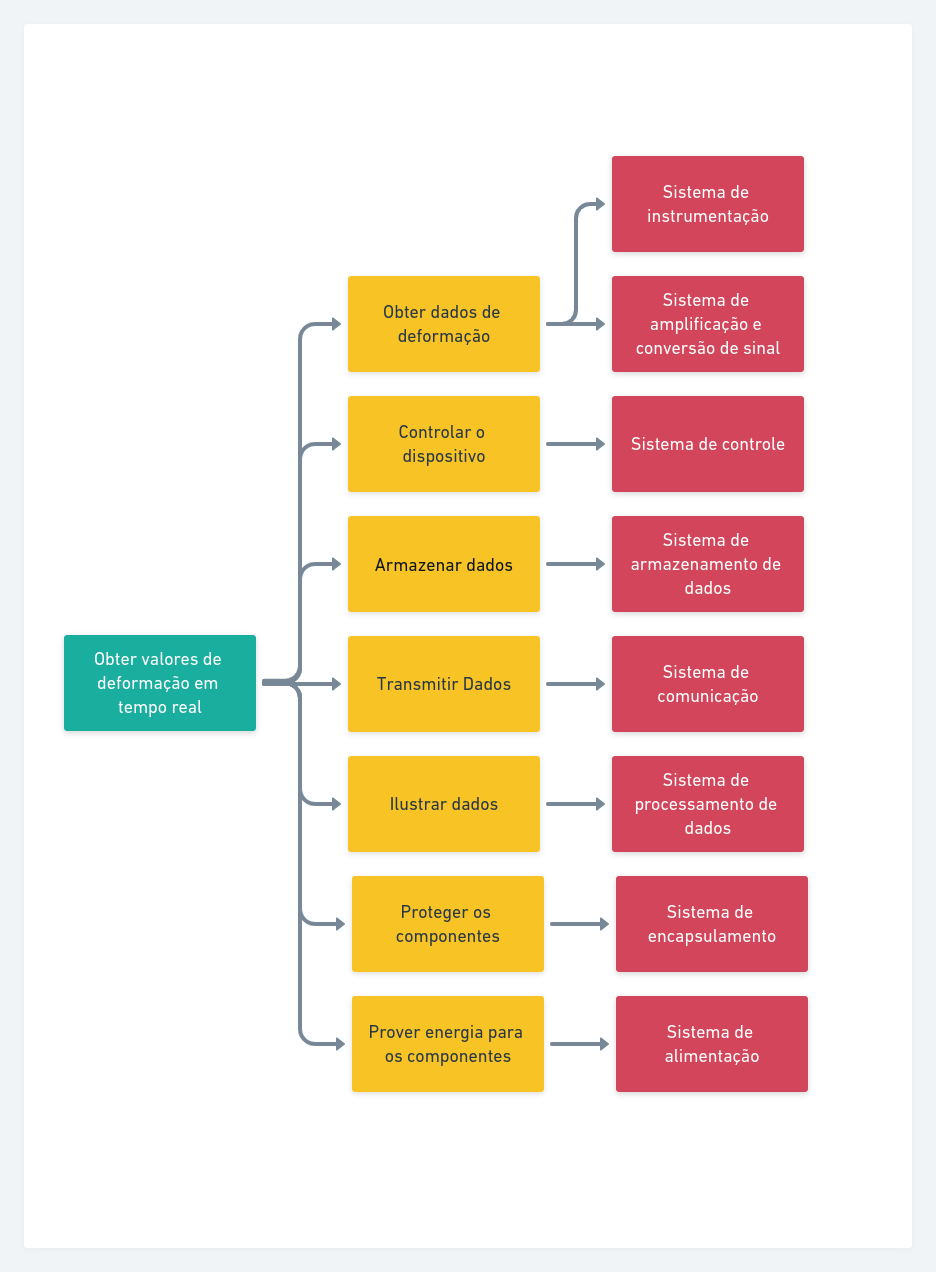 Sistema de
instrumentação
Obter dados de
deformação
Sistema de
amplificação e
conversão de sinal
Controlar o
dispositivo
Sistema de controle
Armazenar dados
Sistema de
armazenamento de
dados
Obter valores de
deformação em
tempo real
Transmitir Dados
Sistema de
comunicação
Ilustrar dados
Sistema de
processamento de
dados
Proteger os
componentes
Sistema de
encapsulamento
Prover energia para
os componentes
Sistema de
alimentação